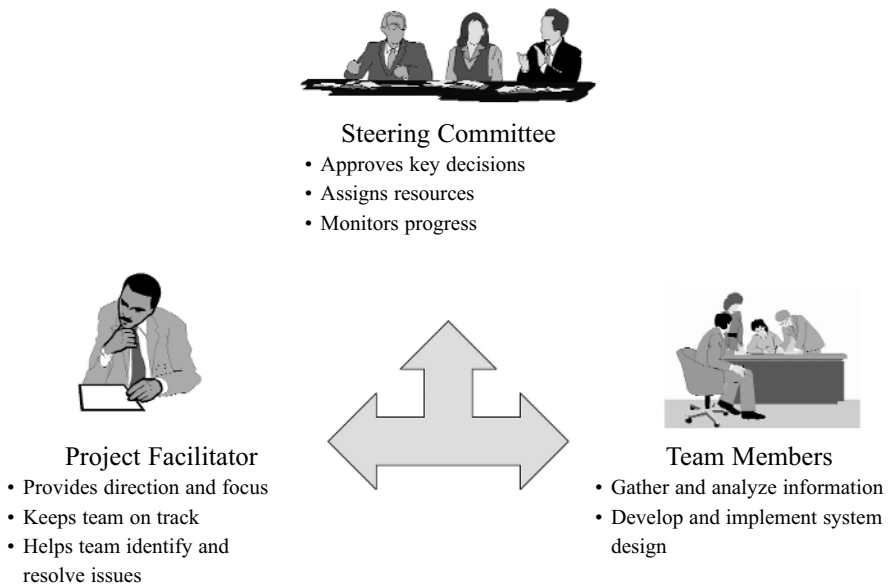 Steering Committee
• Approves key decisions
• Assigns resources
• Monitors progress
Project Facilitator
• Provides direction and focus
• Keeps team on track
• Helps team identify and
resolve issues
Team Members
• Gather and analyze information
• Develop and implement system
design